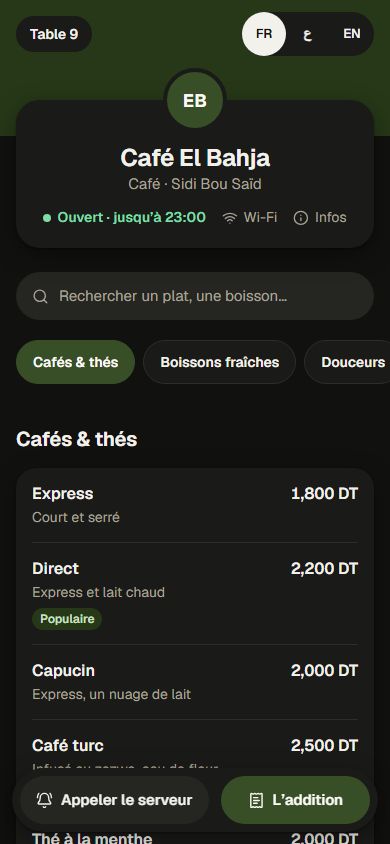 Table 9
FR
ع
EN
EB
Café El Bahja
Café · Sidi Bou Saïd
Ouvert · jusqu'à 23:00
Wi-Fi
Infos
Rechercher un plat, une boisson...
Cafés & thés
Boissons fraîches
Douceurs
Cafés & thés
Express 1,800 DT
Court et serré
Direct 2,200 DT
Express et lait chaud
Populaire
Capucin 2,000 DT
Express, un nuage de lait
Café turc 2,500 DT
Appeler le serveur
L'addition
Thé à la menthe 2,000 DT